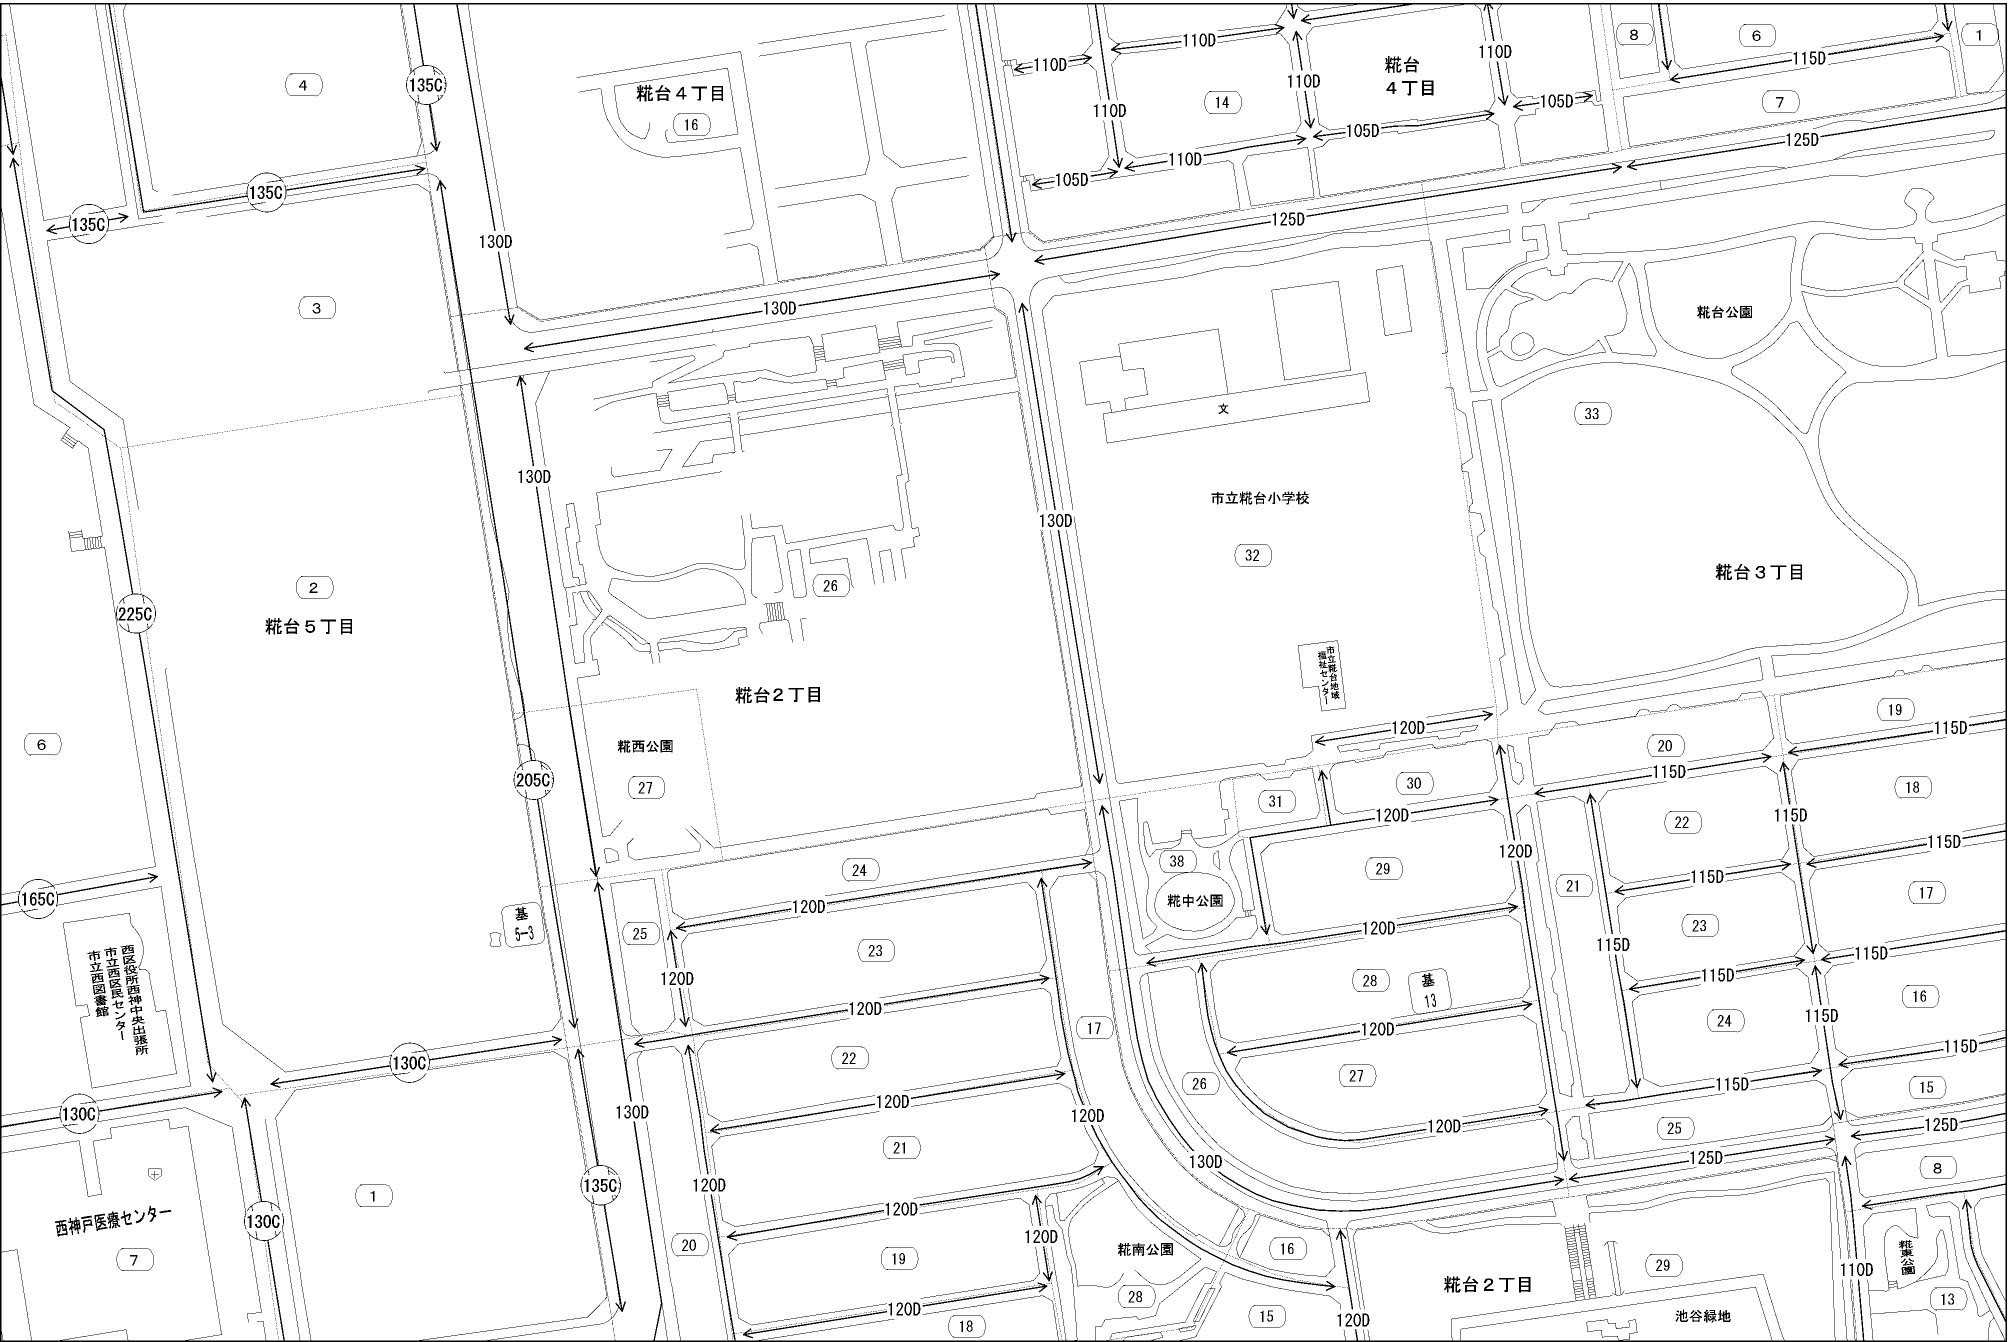 110D
110D
糀台
４丁目
8
6
1
115D
110D
4
135C
糀台４丁目
16
110D
110D
14
110D
105D
7
105D
110D
105D
125D
135C
135C
125D
130D
3
130D
糀台公園
文
33
130D
市立糀台小学校
130D
32
2
糀台５丁目
225C
26
糀台３丁目
市立糀台地域
福祉センター
糀台２丁目
6
糀西公園
27
205C
120D
19
115D
20
115D
30
31
120D
18
115D
22
120D
115D
38
24
29
115D
21
165C
120D
糀中公園
17
基
5-3
25
23
120D
23
115D
115D
西区役所西神中央出張所
市立西区民センター
市立西図書館
120D
120D
28
基
13
115D
16
17
120D
24
115D
22
115D
130C
26
27
115D
15
130C
130D
120D
120D
120D
25
125D
21
130D
125D
8
135C
120D
1
120D
130C
西神戸医療センター
7
20
19
120D
糀南公園
16
糀台２丁目
29
糀東公園
110D
28
13
120D
18
15
120D
池谷緑地